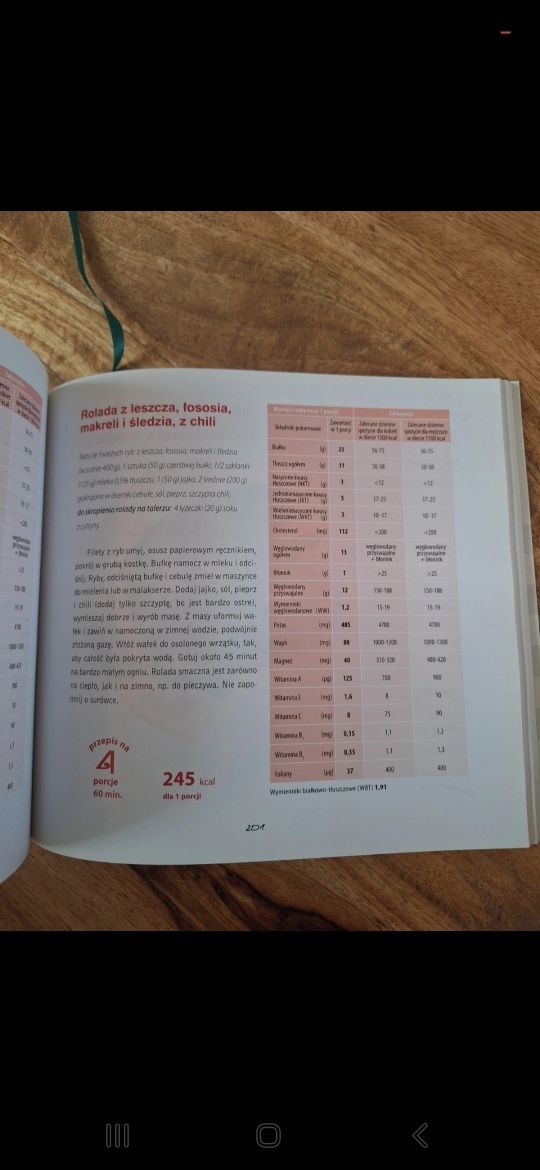 Rolada z leszcza, łososia,
makreli i śledzia, z chili
Filety ze świeżych ryb: z leszcza, łososia, makreli i śledzia
(w sumie 400 g), 1 sztuka (50 g) czerstwej bułki, 1/2 szklanki
(125 g) mleka 0,5% tłuszczu, 1 (50 g) jajko, 2 średnie (200 g)
pokrojone w ósemki cebule, sól, pieprz, szczypta chili;
do skropienia rolady na talerzu: 4 łyżeczki (20 g) soku
z cytryny.
Filety z ryb umyj, osusz papierowym ręcznikiem,
pokrój w grubą kostkę. Bułkę namocz w mleku i odci-
śnij. Ryby, odciśniętą bułkę i cebulę zmiel w maszynce
do mielenia lub w malakserze. Dodaj jajko, sól, pieprz
i chili (dodaj tylko szczyptę, bo jest bardzo ostre),
wymieszaj dobrze i wyrób masę. Z masy uformuj wa-
łek i zawiń w namoczoną w zimnej wodzie, podwójnie
złożoną gazę. Włóż wałek do osolonego wrzątku, tak,
aby całość była pokryta wodą. Gotuj około 45 minut
na bardzo małym ogniu. Rolada smaczna jest zarówno
na ciepło, jak i na zimno, np. do pieczywa. Nie zapo-
mnij o surówce.
przepis na
4
porcje
60 min.
245 kcal
dla 1 porcji
Wartość odżywcza 1 porcji Zalecenia
Składniki pokarmowe Zawartość w 1 porcji Zalecane dzienne spożycie dla kobiet w diecie 1500 kcal Zalecane dzienne spożycie dla mężczyzn w diecie 1500 kcal
Białko (g) 23 56-75 56-75
Tłuszcz ogółem (g) 11 50-58 50-58
Nasycone kwasy tłuszczowe (NKT) (g) 3 <12 <12
Jednonienasycone kwasy tłuszczowe (JKT) (g) 5 17-25 17-25
Wielonienasycone kwasy tłuszczowe (WKT) (g) 3 10-17 10-17
Cholesterol (mg) 112 <200 <200
Węglowodany ogółem (g) 13 węglowodany przyswajalne + błonnik węglowodany przyswajalne + błonnik
Błonnik (g) 1 >25 >25
Węglowodany przyswajalne (g) 12 150-188 150-188
Wymienniki węglowodanowe (WW) 1,2 15-19 15-19
Potas (mg) 485 4700 4700
Wapń (mg) 80 1000-1300 1000-1300
Magnez (mg) 40 310-320 400-420
Witamina A (µg) 125 700 900
Witamina E (mg) 1,6 8 10
Witamina C (mg) 8 75 90
Witamina B₁ (mg) 0,15 1,1 1,3
Witamina B₂ (mg) 0,35 1,1 1,3
Foliany (µg) 37 400 400
Wymienniki białkowo-tłuszczowe (WBT) 1,91
201